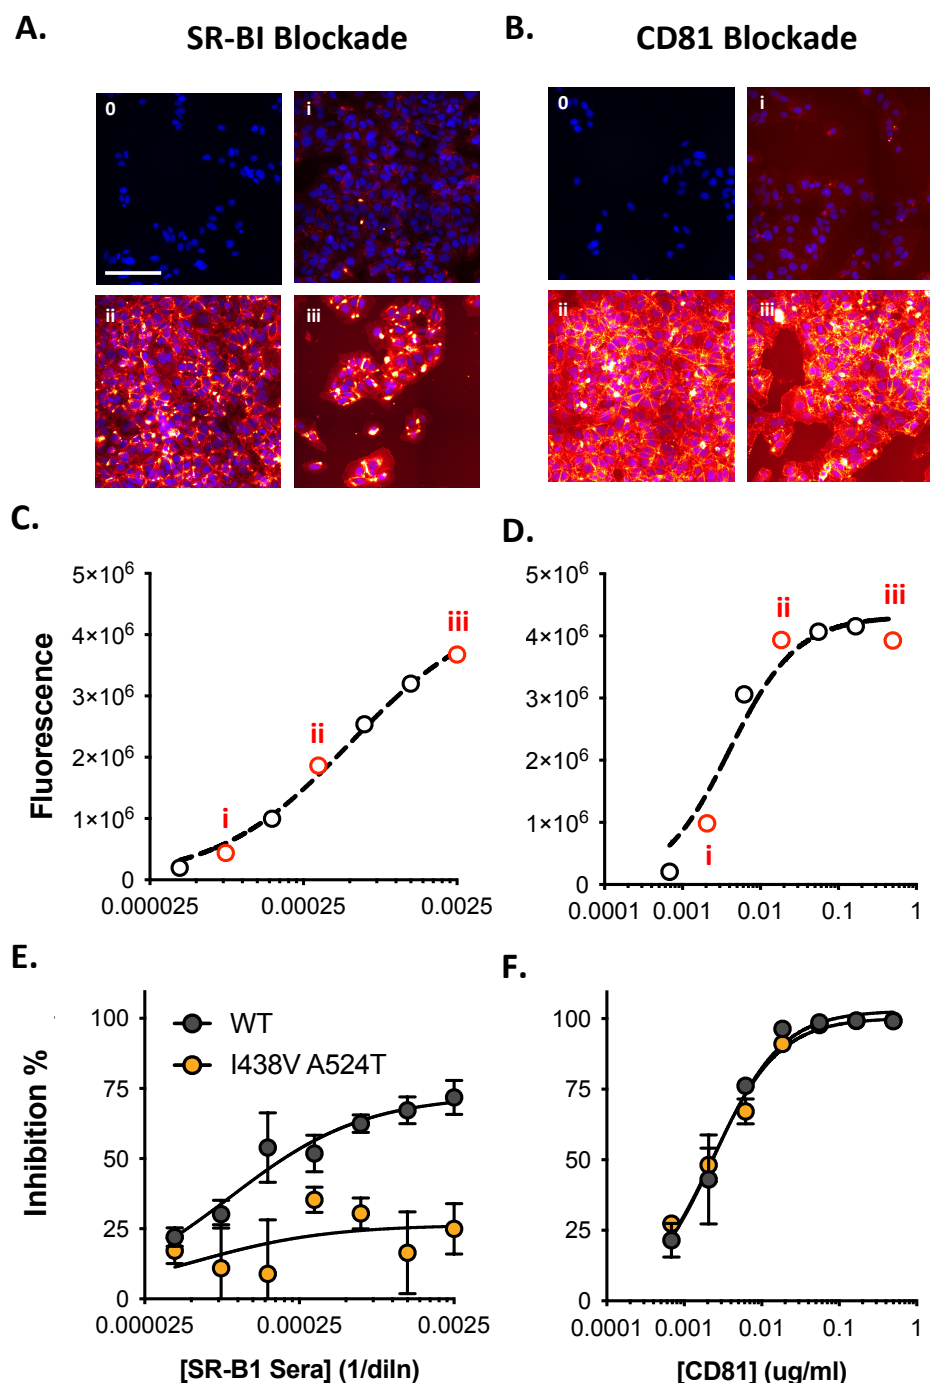 A.
SR-BI Blockade
B.
CD81 Blockade
0
i
ii
iii
0
i
ii
iii
C.
D.
Fluorescence
5×10⁶
4×10⁶
3×10⁶
2×10⁶
1×10⁶
0
i
ii
iii
0.000025
0.00025
0.0025
5×10⁶
4×10⁶
3×10⁶
2×10⁶
1×10⁶
0
i
ii
iii
0.0001
0.001
0.01
0.1
1
E.
F.
Inhibition %
100
75
50
25
0
WT
I438V A524T
0.000025
0.00025
0.0025
[SR-B1 Sera] (1/diln)
100
75
50
25
0
0.0001
0.001
0.01
0.1
1
[CD81] (ug/ml)